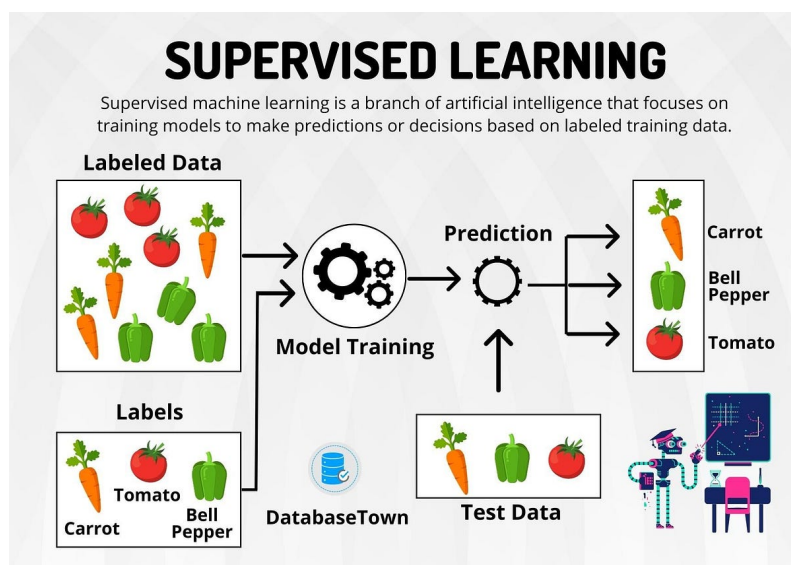 SUPERVISED LEARNING
Supervised machine learning is a branch of artificial intelligence that focuses on
training models to make predictions or decisions based on labeled training data.
Labeled Data
Prediction
Carrot
Bell
Pepper
Tomato
Model Training
Labels
Carrot
Tomato
Bell
Pepper
DatabaseTown
Test Data